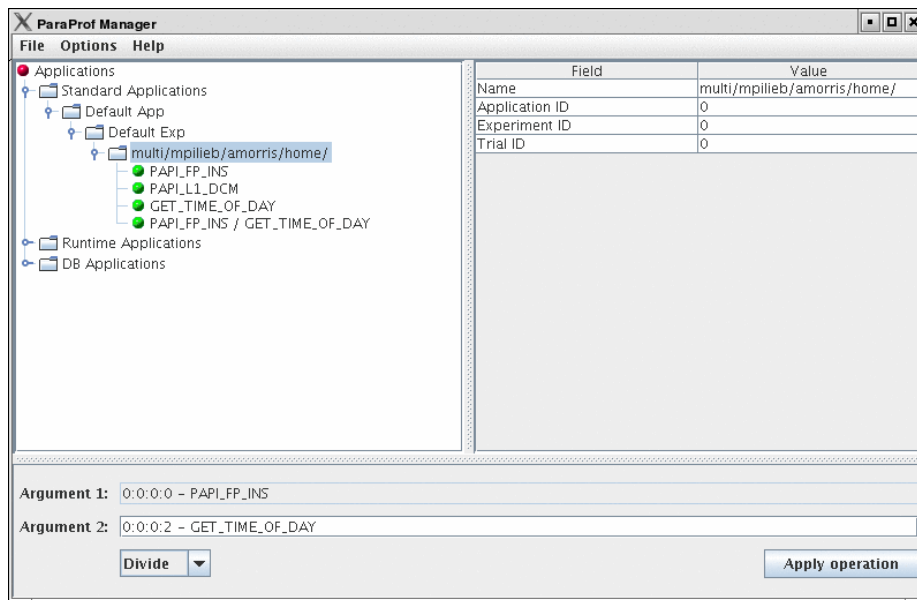 ParaProf Manager
File Options Help
Applications
Standard Applications
Default App
Default Exp
multi/mpilieb/amorris/home/
PAPI_FP_INS
PAPI_L1_DCM
GET_TIME_OF_DAY
PAPI_FP_INS / GET_TIME_OF_DAY
Runtime Applications
DB Applications
Field Value
Name multi/mpilieb/amorris/home/
Application ID 0
Experiment ID 0
Trial ID 0
Argument 1: 0:0:0:0 – PAPI_FP_INS
Argument 2: 0:0:0:2 – GET_TIME_OF_DAY
Divide Apply operation